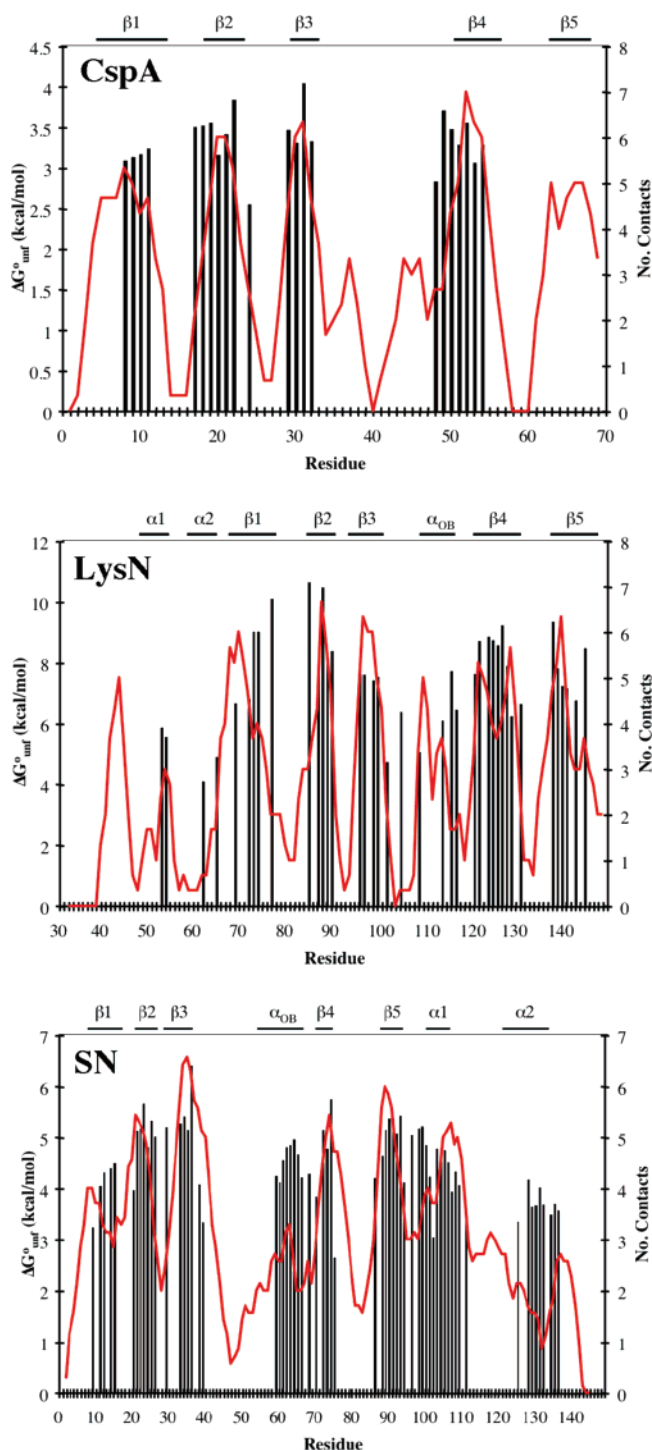 β1 β2 β3 β4 β5
CspA
ΔG°unf (kcal/mol)
4.5
4
3.5
3
2.5
2
1.5
1
0.5
0
8
7
6
5
4
3
2
1
0
No. Contacts
0 10 20 30 40 50 60 70
Residue
α1 α2 β1 β2 β3 αOB β4 β5
LysN
ΔG°unf (kcal/mol)
12
10
8
6
4
2
0
8
7
6
5
4
3
2
1
0
No. Contacts
30 40 50 60 70 80 90 100 110 120 130 140
Residue
β1 β2 β3 αOB β4 β5 α1 α2
SN
ΔG°unf (kcal/mol)
7
6
5
4
3
2
1
0
7
6
5
4
3
2
1
0
No. Contacts
0 10 20 30 40 50 60 70 80 90 100 110 120 130 140
Residue